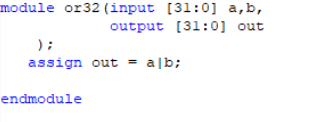 module or32(input [31:0] a,b,
output [31:0] out
);
assign out = a|b;
endmodule